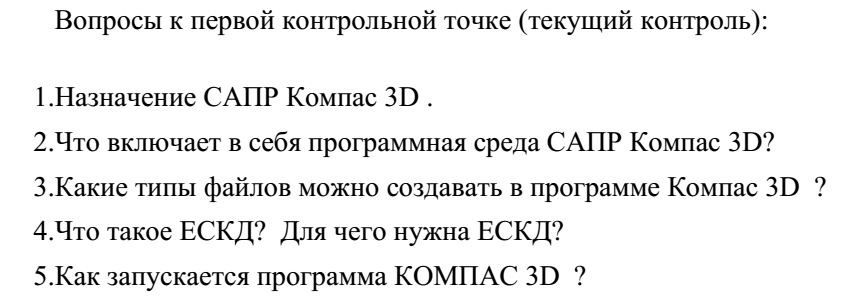 Вопросы к первой контрольной точке (текущий контроль):
1.Назначение САПР Компас 3D .
2.Что включает в себя программная среда САПР Компас 3D?
3.Какие типы файлов можно создавать в программе Компас 3D  ?
4.Что такое ЕСКД?  Для чего нужна ЕСКД?
5.Как запускается программа КОМПАС 3D  ?